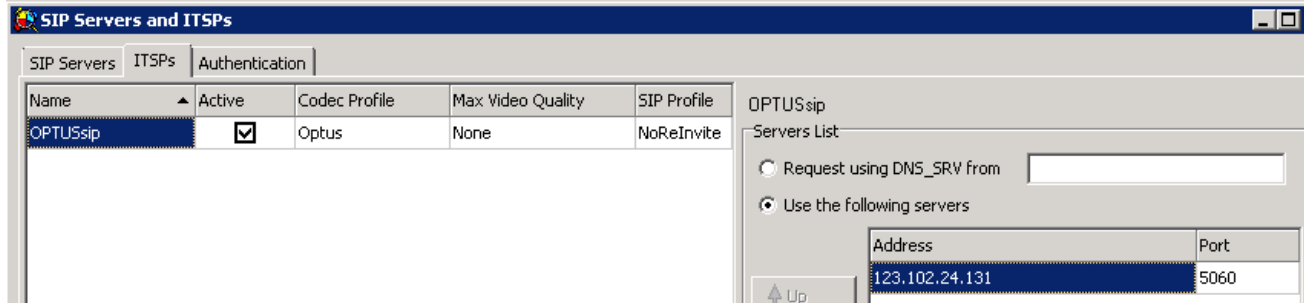 SIP Servers and ITSPs
SIP Servers ITSPs Authentication
Name Active Codec Profile Max Video Quality SIP Profile
OPTUSsip Optus None NoReInvite
OPTUSsip
Servers List
Request using DNS_SRV from
Use the following servers
Address Port
123.102.24.131 5060
Up